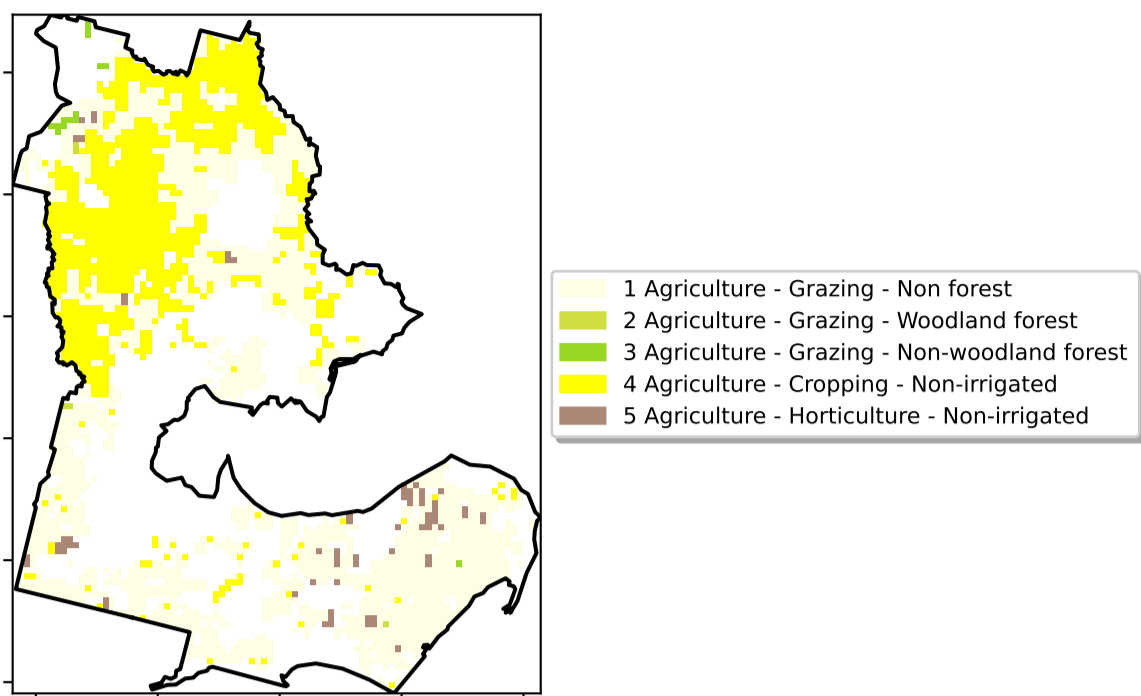 1 Agriculture - Grazing - Non forest
2 Agriculture - Grazing - Woodland forest
3 Agriculture - Grazing - Non-woodland forest
4 Agriculture - Cropping - Non-irrigated
5 Agriculture - Horticulture - Non-irrigated